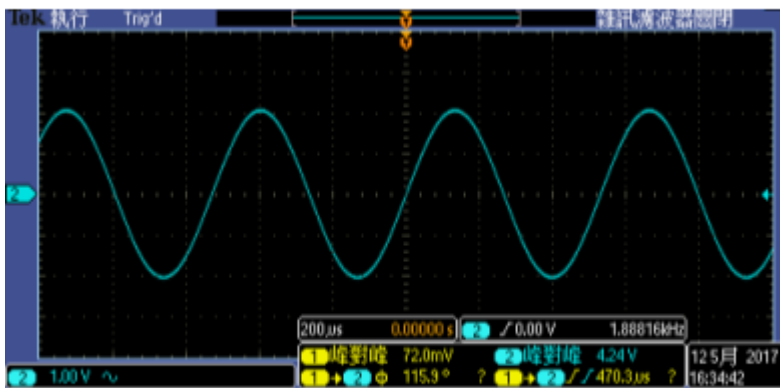 Tek 執行 Trig'd 雜訊濾波器關閉
2
200μs 0.00000 s 2 / 0.00 V 1.88816kHz
1 峰對峰 72.0mV 2 峰對峰 4.24 V
1 → 2 Φ 115.9° ? 1 → 2 470.3μs ?
2 1.00 V ∿
12 5月 2017
16:34:42